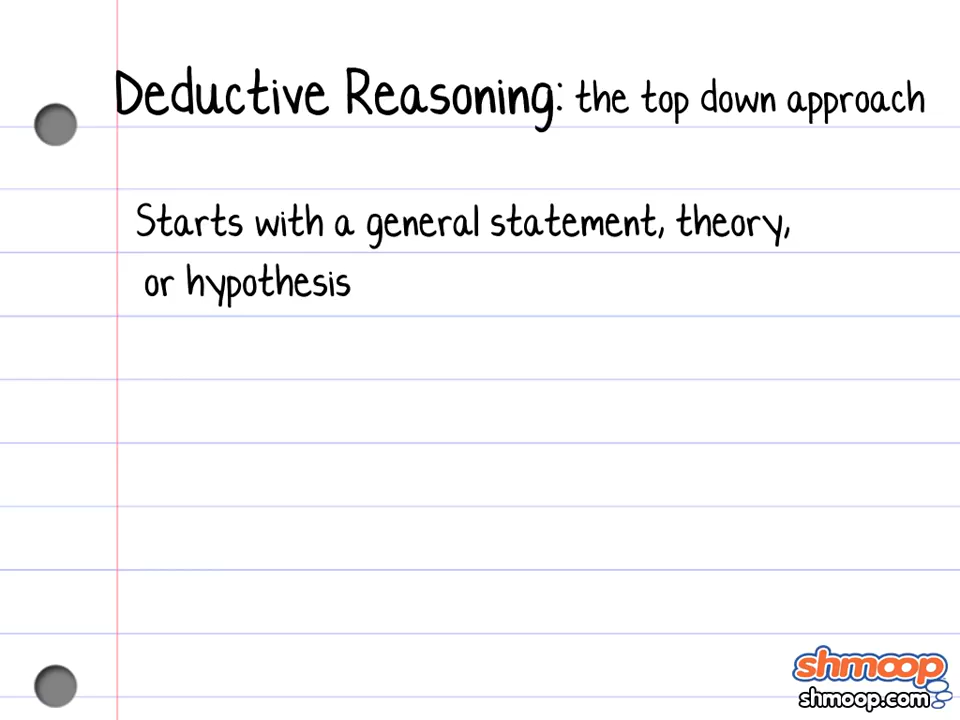 Deductive Reasoning: the top down approach
Starts with a general statement, theory,
or hypothesis
shmoop
shmoop.com